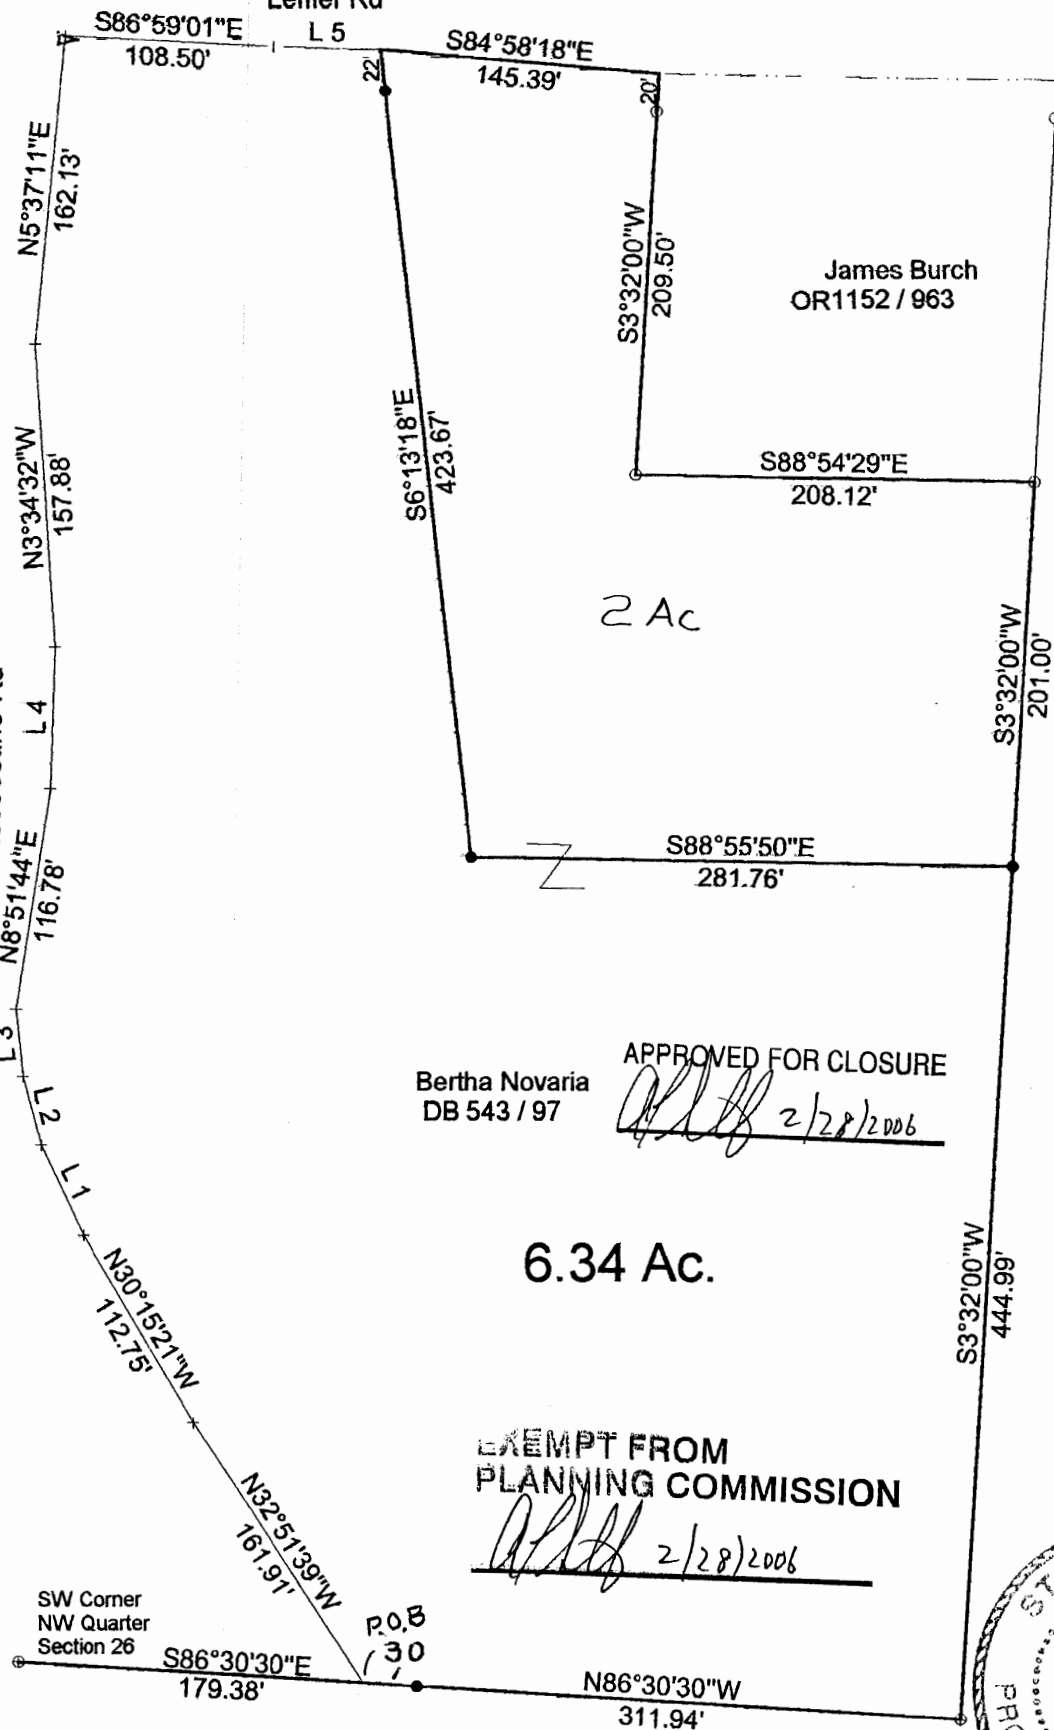 S86°59'01"E
108.50'
L 5
S84°58'18"E
145.39'
22'
20'
N5°37'11"E
162.13'
S3°32'00"W
209.50'
James Burch
OR1152 / 963
N3°34'32"W
157.88'
S6°13'18"E
423.67'
S88°54'29"E
208.12'
2 Ac
S3°32'00"W
201.00'
L 4
S88°55'50"E
281.76'
N8°51'44"E
116.78'
L 3
L 2
L 1
Bertha Novaria
DB 543 / 97
APPROVED FOR CLOSURE
2/28/2006
6.34 Ac.
S3°32'00"W
444.99'
N30°15'21"W
112.75'
EXEMPT FROM
PLANNING COMMISSION
2/28/2006
N32°51'39"W
161.91'
SW Corner
NW Quarter
Section 26
P.O.B
30
S86°30'30"E
179.38'
N86°30'30"W
311.94'